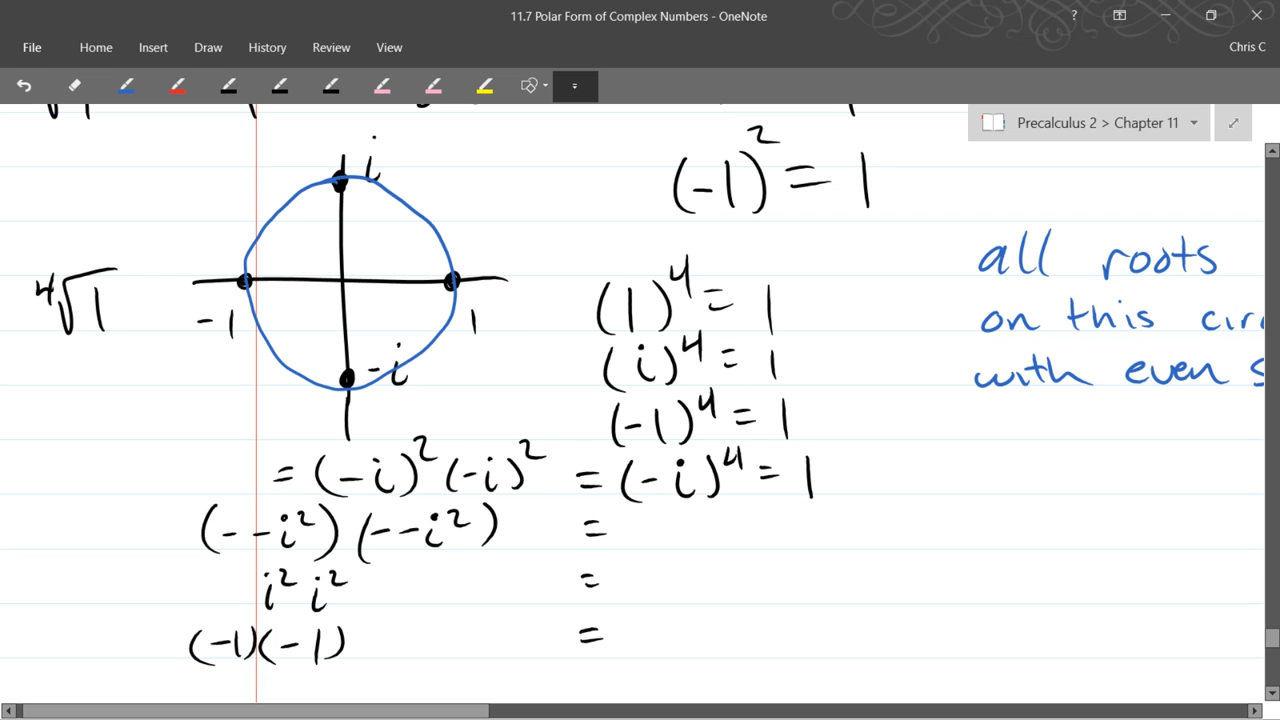 11.7 Polar Form of Complex Numbers - OneNote
File Home Insert Draw History Review View
Chris C
Precalculus 2 > Chapter 11
(-1)² = 1
i
⁴√1
-1
1
-i
(1)⁴ = 1
(i)⁴ = 1
(-1)⁴ = 1
= (-i)² (-i)² = (-i)⁴ = 1
(--i²) (--i²) =
i² i² =
(-1)(-1) =
all roots
on this
with even